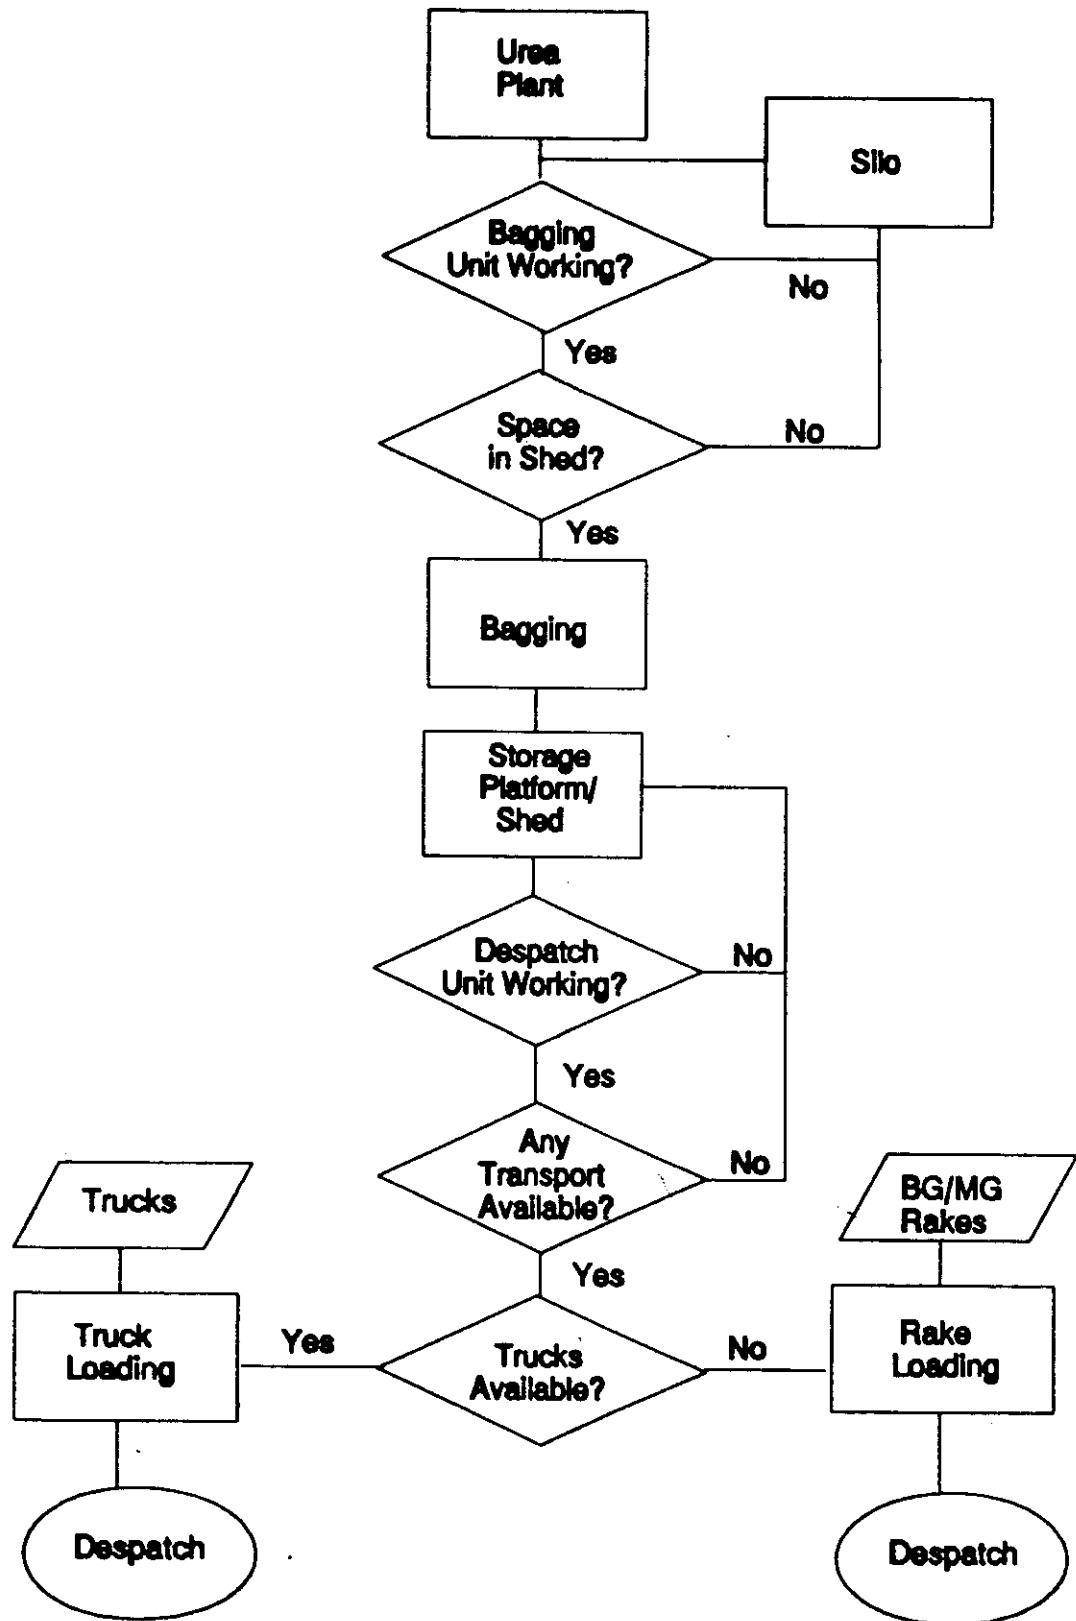 Urea
Plant
Silo
Bagging
Unit Working?
No
Yes
Space
in Shed?
No
Yes
Bagging
Storage
Platform/
Shed
Despatch
Unit Working?
No
Yes
Any
Transport
Available?
No
Trucks
BG/MG
Rakes
Yes
Truck
Loading
Yes
Trucks
Available?
No
Rake
Loading
Despatch
Despatch